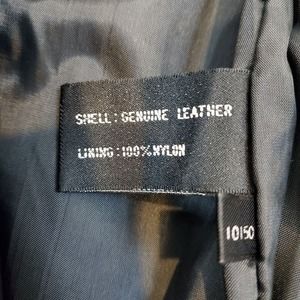 SHELL: GENUINE LEATHER
LINING: 100% NYLON
10150